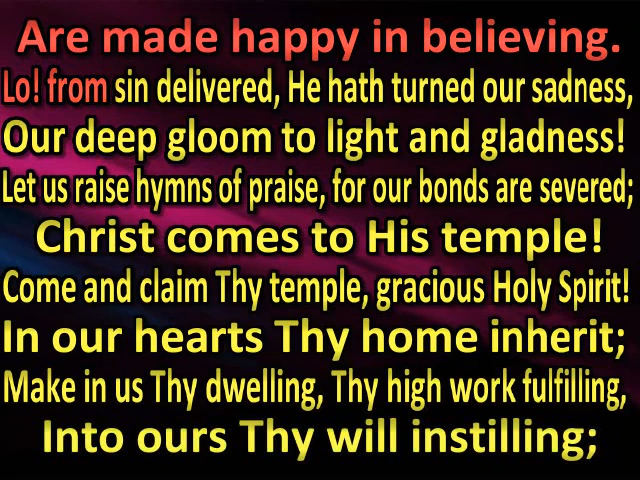 Are made happy in believing.
Lo! from sin delivered, He hath turned our sadness,
Our deep gloom to light and gladness!
Let us raise hymns of praise, for our bonds are severed;
Christ comes to His temple!
Come and claim Thy temple, gracious Holy Spirit!
In our hearts Thy home inherit;
Make in us Thy dwelling, Thy high work fulfilling,
Into ours Thy will instilling;